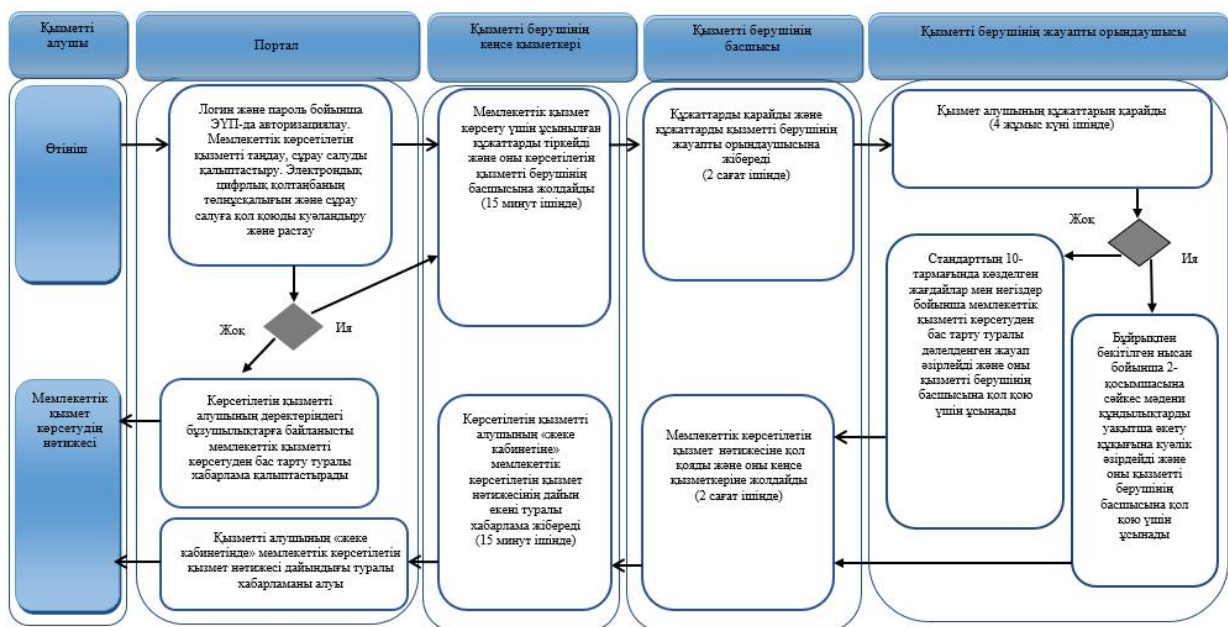 Қызметті
алушы
Портал
Қызметті берушінің
кеңсе қызметкері
Қызметті берушінің
басшысы
Қызметті берушінің жауапты орындаушысы
Өтініш
Логин және пароль бойынша
ЭҮП-да авторизациялау.
Мемлекеттік көрсетілетін
қызметті таңдау, сұрау салуды
қалыптастыру. Электрондық
цифрлық қолтаңбаның
төлнұсқалығын және сұрау
салуға қол қоюды куәландыру
және растау
Мемлекеттік қызмет
көрсету үшін ұсынылған
құжаттарды тіркейді
және оны көрсетілетін
қызметті берушінің
басшысына жолдайды
(15 минут ішінде)
Құжаттарды қарайды және
құжаттарды қызметті берушінің
жауапты орындаушысына
жібереді
(2 сағат ішінде)
Қызмет алушының құжаттарын қарайды
(4 жұмыс күні ішінде)
Жоқ
Ия
Стандарттың 10-
тармағында көзделген
жағдайлар мен негіздер
бойынша мемлекеттік
қызметті көрсетуден
бас тарту туралы
дәлелденген жауап
әзірлейді және оны
қызметті берушінің
басшысына қол қою
үшін ұсынады
Жоқ
Ия
Бұйрықпен
бекітілген нысан
бойынша 2-
қосымшасына
сәйкес мәдени
құндылықтарды
уақытша әкету
құқығына куәлік
әзірдейді және
оны қызметті
берушінің
басшысына қол
қою үшін
ұсынады
Мемлекеттік
қызмет
көрсетудің
нәтижесі
Көрсетілетін қызметті
алушының деректеріндегі
бұзушылықтарға байланысты
мемлекеттік қызметті
көрсетуден бас тарту туралы
хабарлама қалыптастырады
Көрсетілетін қызметті
алушының «жеке
кабинетіне»
мемлекеттік
көрсетілетін қызмет
нәтижесінің дайын
екені туралы
хабарлама жібереді
(15 минут ішінде)
Мемлекеттік көрсетілетін
қызмет нәтижесіне қол
қояды және оны кеңсе
қызметкеріне жолдайды
(2 сағат ішінде)
Қызметті алушының «жеке
кабинетінде» мемлекеттік көрсетілетін
қызмет нәтижесі дайындығы туралы
хабарламаны алуы